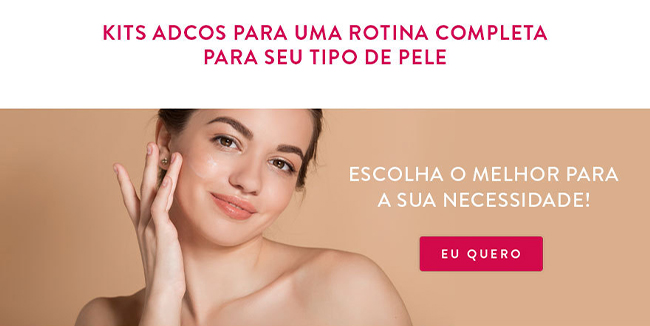 KITS ADCOS PARA UMA ROTINA COMPLETA
PARA SEU TIPO DE PELE
ESCOLHA O MELHOR PARA
A SUA NECESSIDADE!
EU QUERO